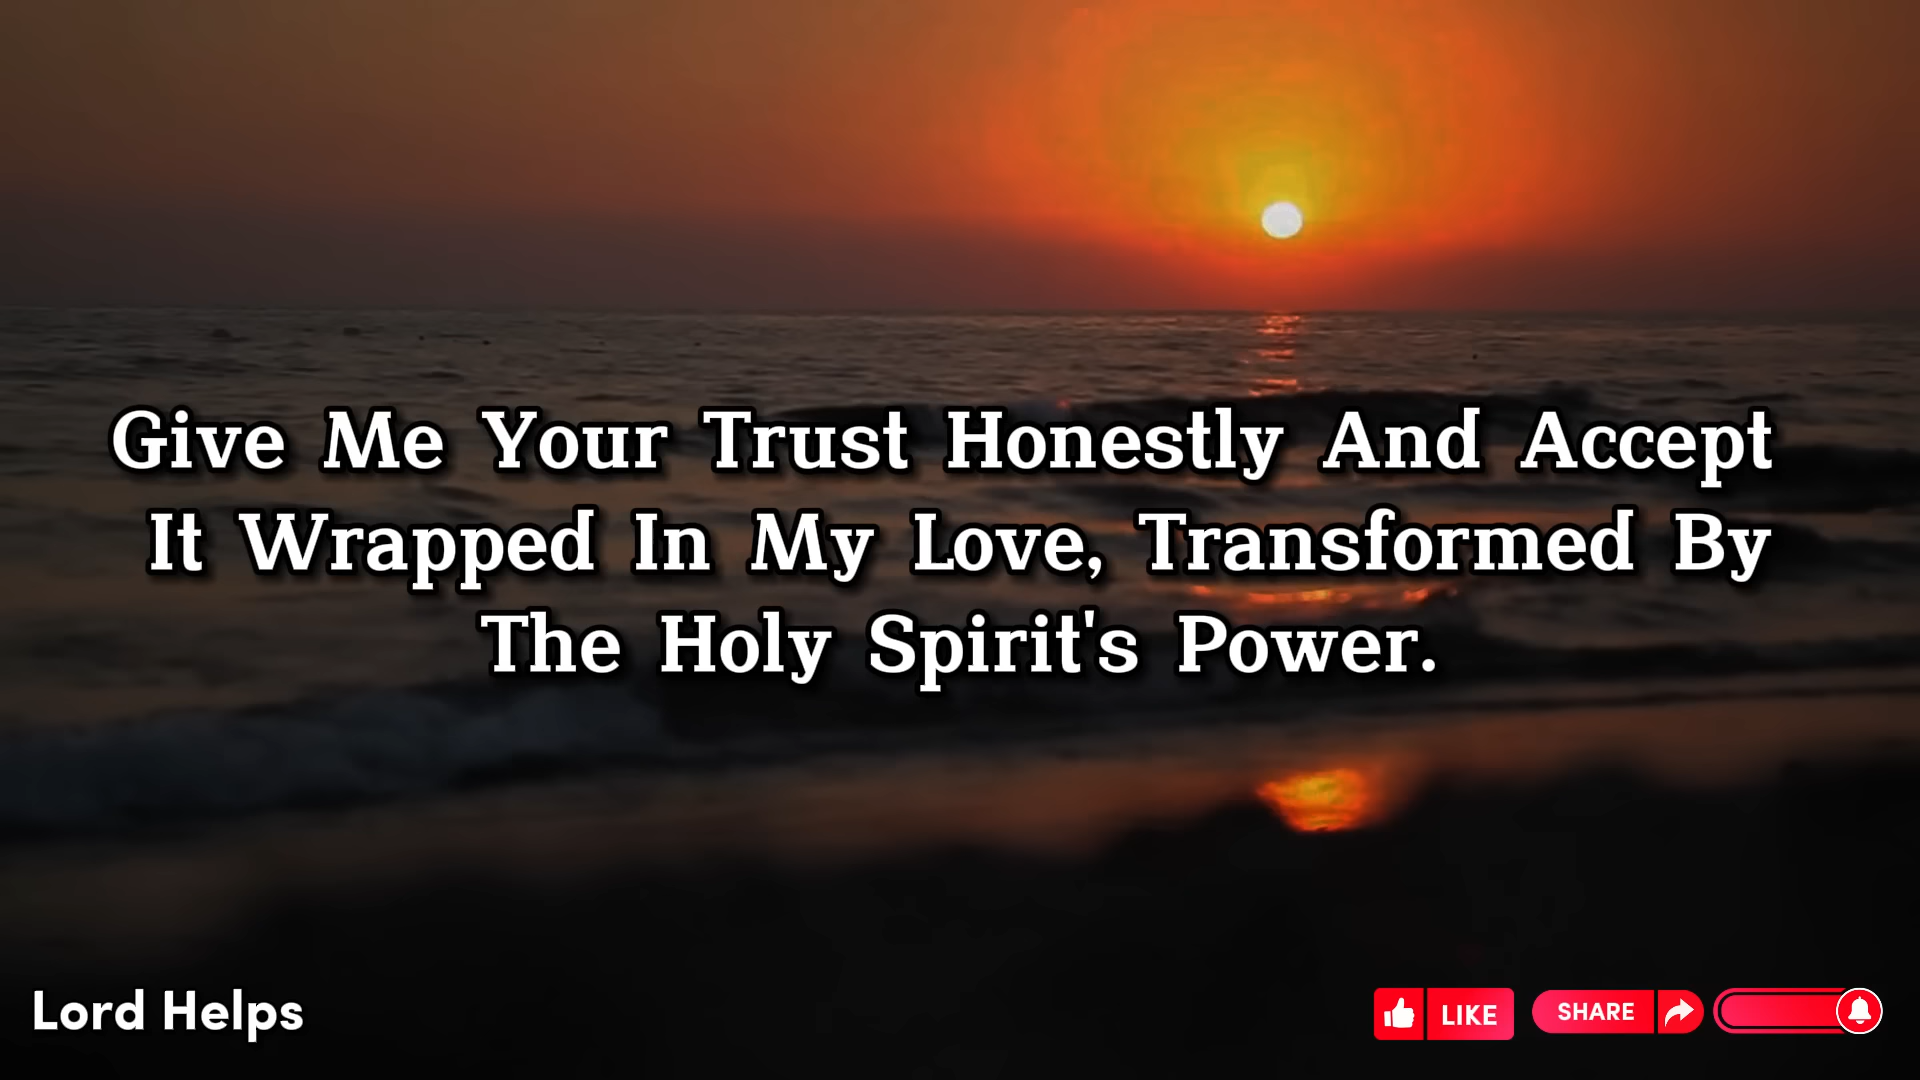 Give Me Your Trust Honestly And Accept
It Wrapped In My Love, Transformed By
The Holy Spirit's Power.
Lord Helps
LIKE
SHARE